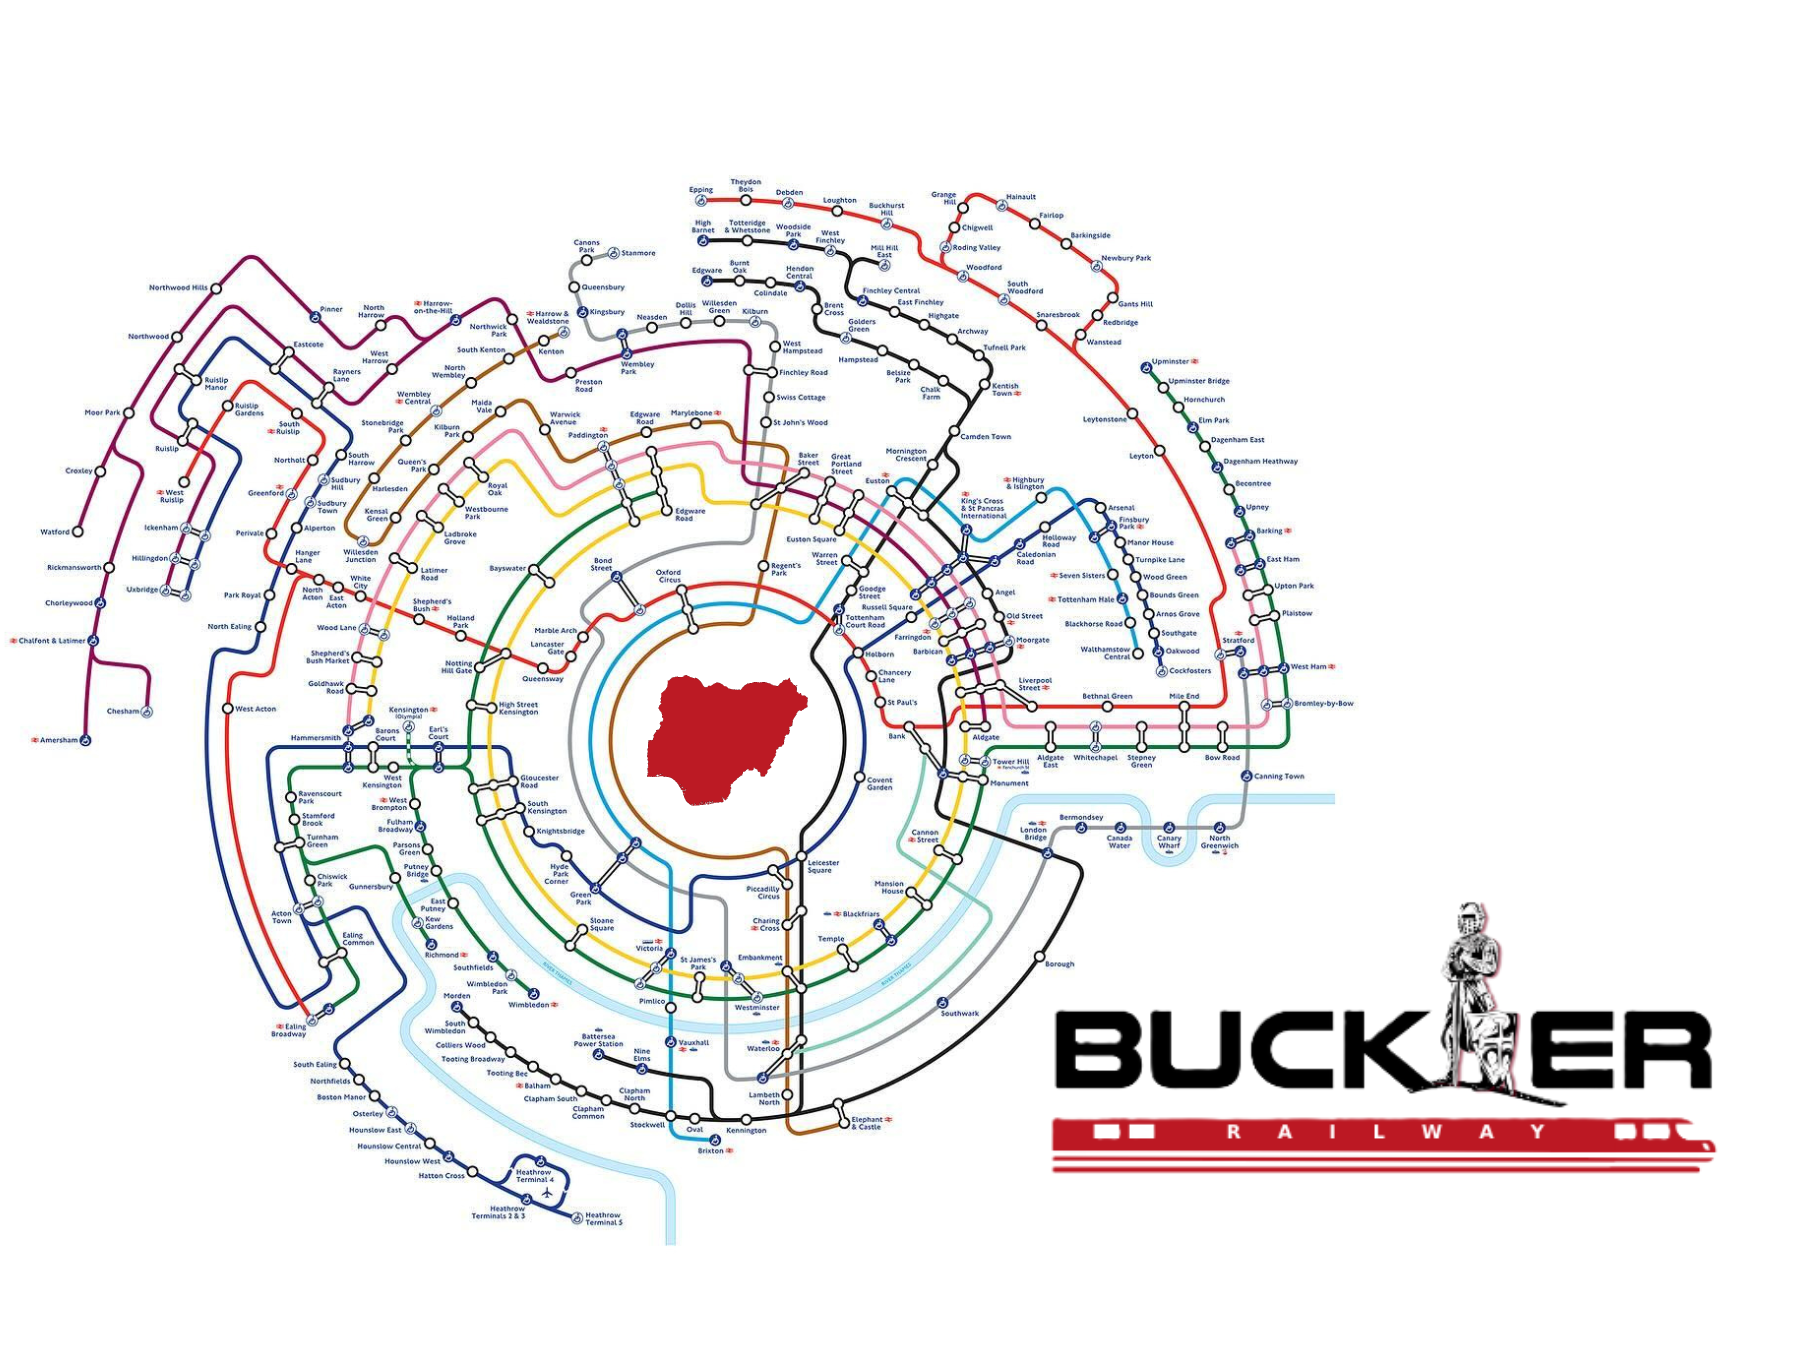 Epping
Theydon
Bois
Debden
Loughton
Buckhurst
Hill
Grange
Hill
Hainault
Fairlop
Chigwell
Barkingside
Roding Valley
Newbury Park
High
Barnet
Totteridge
& Whetstone
Woodside
Park
West
Finchley
Mill Hill
East
Woodford
South
Woodford
Gants Hill
Redbridge
Snaresbrook
Wanstead
Canons
Park
Stanmore
Queensbury
Kingsbury
Edgware
Burnt
Oak
Colindale
Hendon
Central
Brent
Cross
Golders
Green
Finchley Central
East Finchley
Highgate
Archway
Tufnell Park
Hampstead
Belsize
Park
Chalk
Farm
Kentish
Town
Camden Town
Mornington
Crescent
Northwood Hills
Northwood
Pinner
North
Harrow
Harrow-
on-the-Hill
Northwick
Park
Harrow &
Wealdstone
Kenton
South Kenton
Neasden
Dollis
Hill
Willesden
Green
Kilburn
West
Hampstead
Finchley Road
Swiss Cottage
St John's Wood
Wembley
Park
Preston
Road
North
Wembley
Wembley
Central
Stonebridge
Park
Harlesden
Willesden
Junction
Kensal
Green
Queen's
Park
Kilburn
Park
Maida
Vale
Warwick
Avenue
Paddington
Edgware
Road
Marylebone
Baker
Street
Great
Portland
Street
Euston
Euston Square
King's Cross
& St Pancras
International
Highbury
& Islington
Arsenal
Finsbury
Park
Manor House
Turnpike Lane
Wood Green
Bounds Green
Arnos Grove
Southgate
Oakwood
Cockfosters
Holloway
Road
Caledonian
Road
Seven Sisters
Tottenham Hale
Blackhorse Road
Walthamstow
Central
Upminster
Upminster Bridge
Hornchurch
Elm Park
Dagenham East
Dagenham Heathway
Becontree
Upney
Barking
East Ham
Upton Park
Plaistow
West Ham
Bromley-by-Bow
Leytonstone
Leyton
Stratford
Eastcote
Rayners
Lane
West
Harrow
Ruislip
Manor
Ruislip
Gardens
South
Ruislip
Ruislip
West
Ruislip
Ickenham
Hillingdon
Uxbridge
Moor Park
Croxley
Watford
Rickmansworth
Chorleywood
Chalfont & Latimer
Chesham
Amersham
Northolt
Greenford
Perivale
Hanger
Lane
South
Harrow
Sudbury
Hill
Sudbury
Town
Alperton
Park Royal
North Ealing
North
Acton
East
Acton
White
City
Shepherd's
Bush
Holland
Park
Notting
Hill Gate
Queensway
Lancaster
Gate
Marble Arch
Bond
Street
Oxford
Circus
Regent's
Park
Warren
Street
Goodge
Street
Tottenham
Court Road
Russell Square
Holborn
Chancery
Lane
St Paul's
Bank
Farringdon
Barbican
Moorgate
Old Street
Angel
Liverpool
Street
Bethnal Green
Mile End
Aldgate
Aldgate
East
Whitechapel
Stepney
Green
Bow Road
Tower Hill
Monument
Royal
Oak
Westbourne
Park
Ladbroke
Grove
Latimer
Road
Wood Lane
Shepherd's
Bush Market
Goldhawk
Road
Hammersmith
Edgware
Road
Bayswater
High Street
Kensington
West Acton
Kensington
(Olympia)
Barons
Court
Earl's
Court
West
Kensington
Gloucester
Road
South
Kensington
Knightsbridge
Hyde
Park
Corner
Green
Park
West
Brompton
Fulham
Broadway
Parsons
Green
Putney
Bridge
East
Putney
Southfields
Wimbledon
Park
Wimbledon
Ravenscourt
Park
Stamford
Brook
Turnham
Green
Chiswick
Park
Gunnersbury
Kew
Gardens
Richmond
Acton
Town
Ealing
Common
Ealing
Broadway
South Ealing
Northfields
Boston Manor
Osterley
Hounslow East
Hounslow Central
Hounslow West
Hatton Cross
Heathrow
Terminal 4
Heathrow
Terminals 2 & 3
Heathrow
Terminal 5
Sloane
Square
Victoria
St James's
Park
Westminster
Embankment
Temple
Blackfriars
Mansion
House
Cannon
Street
Covent
Garden
Leicester
Square
Piccadilly
Circus
Charing
Cross
RIVER THAMES
RIVER THAMES
Pimlico
Vauxhall
Waterloo
Lambeth
North
Elephant
& Castle
Southwark
Borough
London
Bridge
Bermondsey
Canada
Water
Canary
Wharf
North
Greenwich
Canning Town
Morden
South
Wimbledon
Colliers Wood
Tooting Broadway
Tooting Bec
Balham
Clapham South
Clapham
Common
Clapham
North
Stockwell
Oval
Kennington
Brixton
Battersea
Power Station
Nine
Elms
BUCKLER
RAILWAY